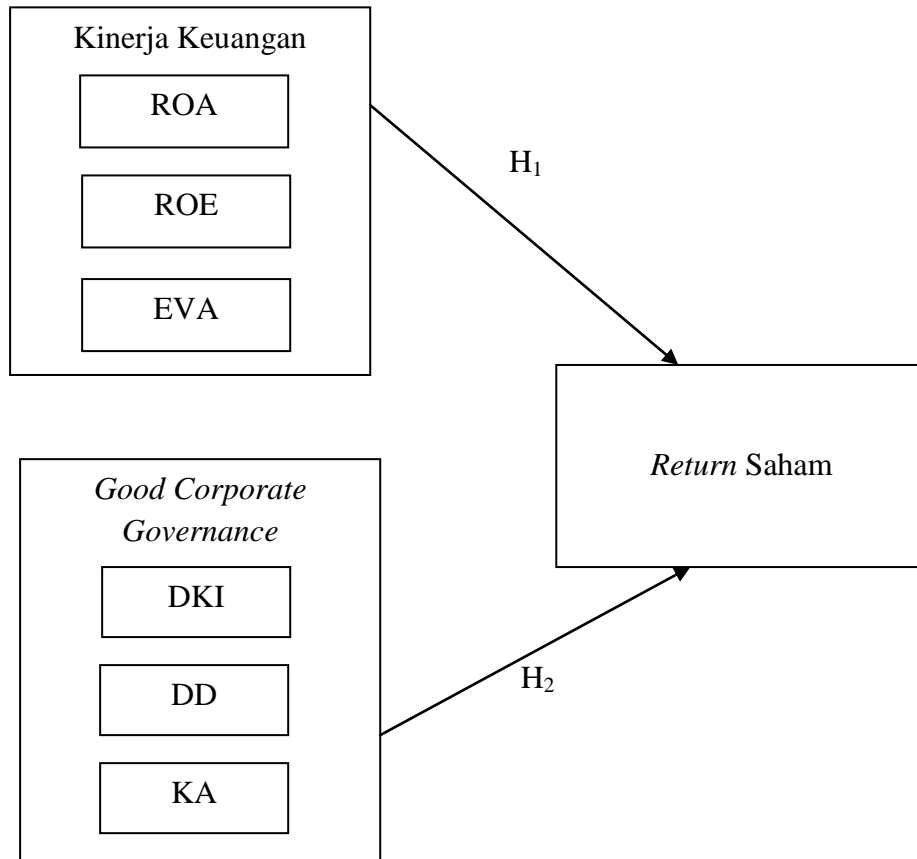 Kinerja Keuangan
ROA
ROE
EVA
H₁
Return Saham
Good Corporate
Governance
DKI
DD
KA
H₂